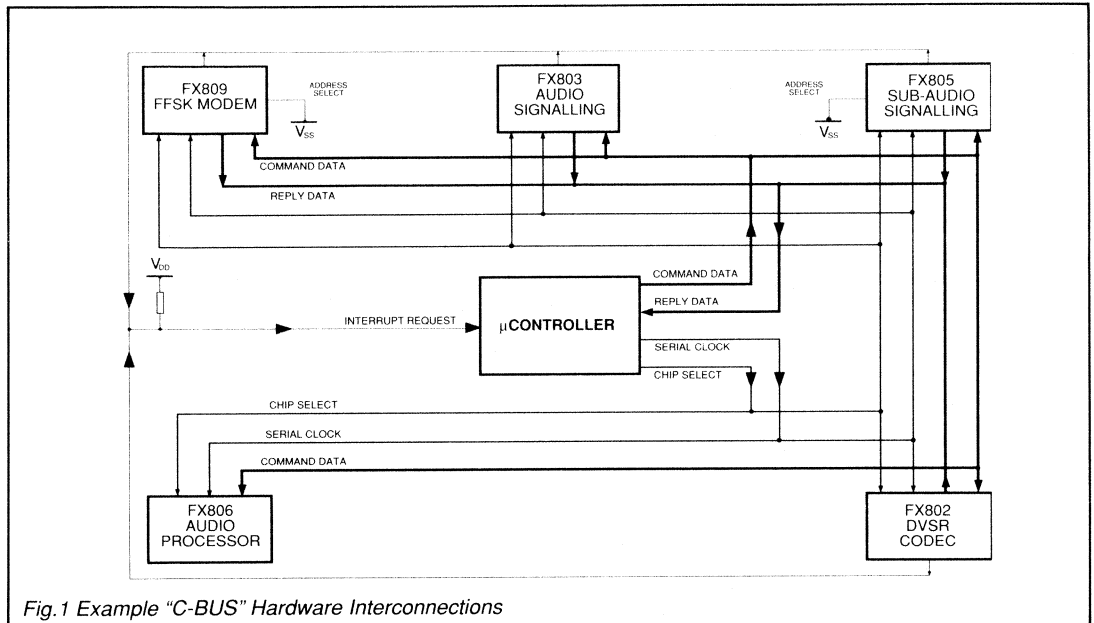 FX809
FFSK MODEM
ADDRESS
SELECT
VSS
FX803
AUDIO
SIGNALLING
ADDRESS
SELECT
VSS
FX805
SUB-AUDIO
SIGNALLING
COMMAND DATA
REPLY DATA
VDD
INTERRUPT REQUEST
µCONTROLLER
COMMAND DATA
REPLY DATA
SERIAL CLOCK
CHIP SELECT
CHIP SELECT
SERIAL CLOCK
COMMAND DATA
FX806
AUDIO
PROCESSOR
FX802
DVSR
CODEC
Fig.1 Example “C-BUS” Hardware Interconnections